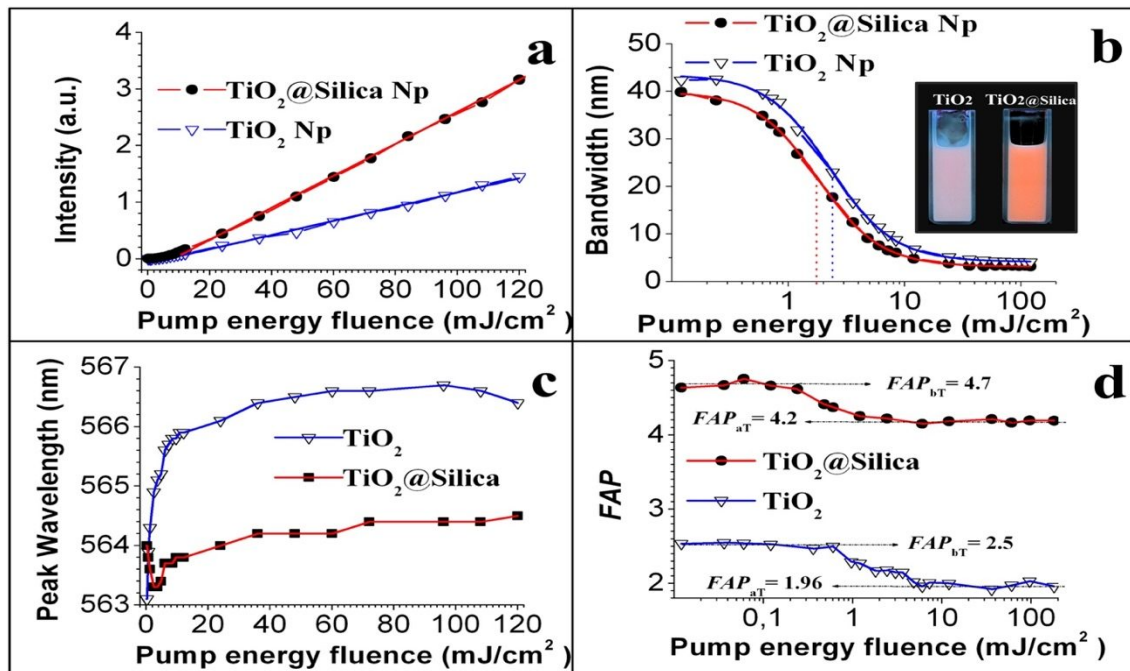 a
4
3
2
1
0
Intensity (a.u.)
TiO₂@Silica Np
TiO₂ Np
0 20 40 60 80 100 120
Pump energy fluence (mJ/cm²)
b
TiO₂@Silica Np
TiO₂ Np
50
40
30
20
10
0
Bandwidth (nm)
TiO2 TiO2@Silica
1 10 100
Pump energy fluence (mJ/cm²)
c
567
566
565
564
563
Peak Wavelength (nm)
TiO₂
TiO₂@Silica
0 20 40 60 80 100 120
Pump energy fluence (mJ/cm²)
d
5
4
3
2
FAP
FAP_bT = 4.7
FAP_aT = 4.2
TiO₂@Silica
TiO₂
FAP_bT = 2.5
FAP_aT = 1.96
0,1 1 10 100
Pump energy fluence (mJ/cm²)